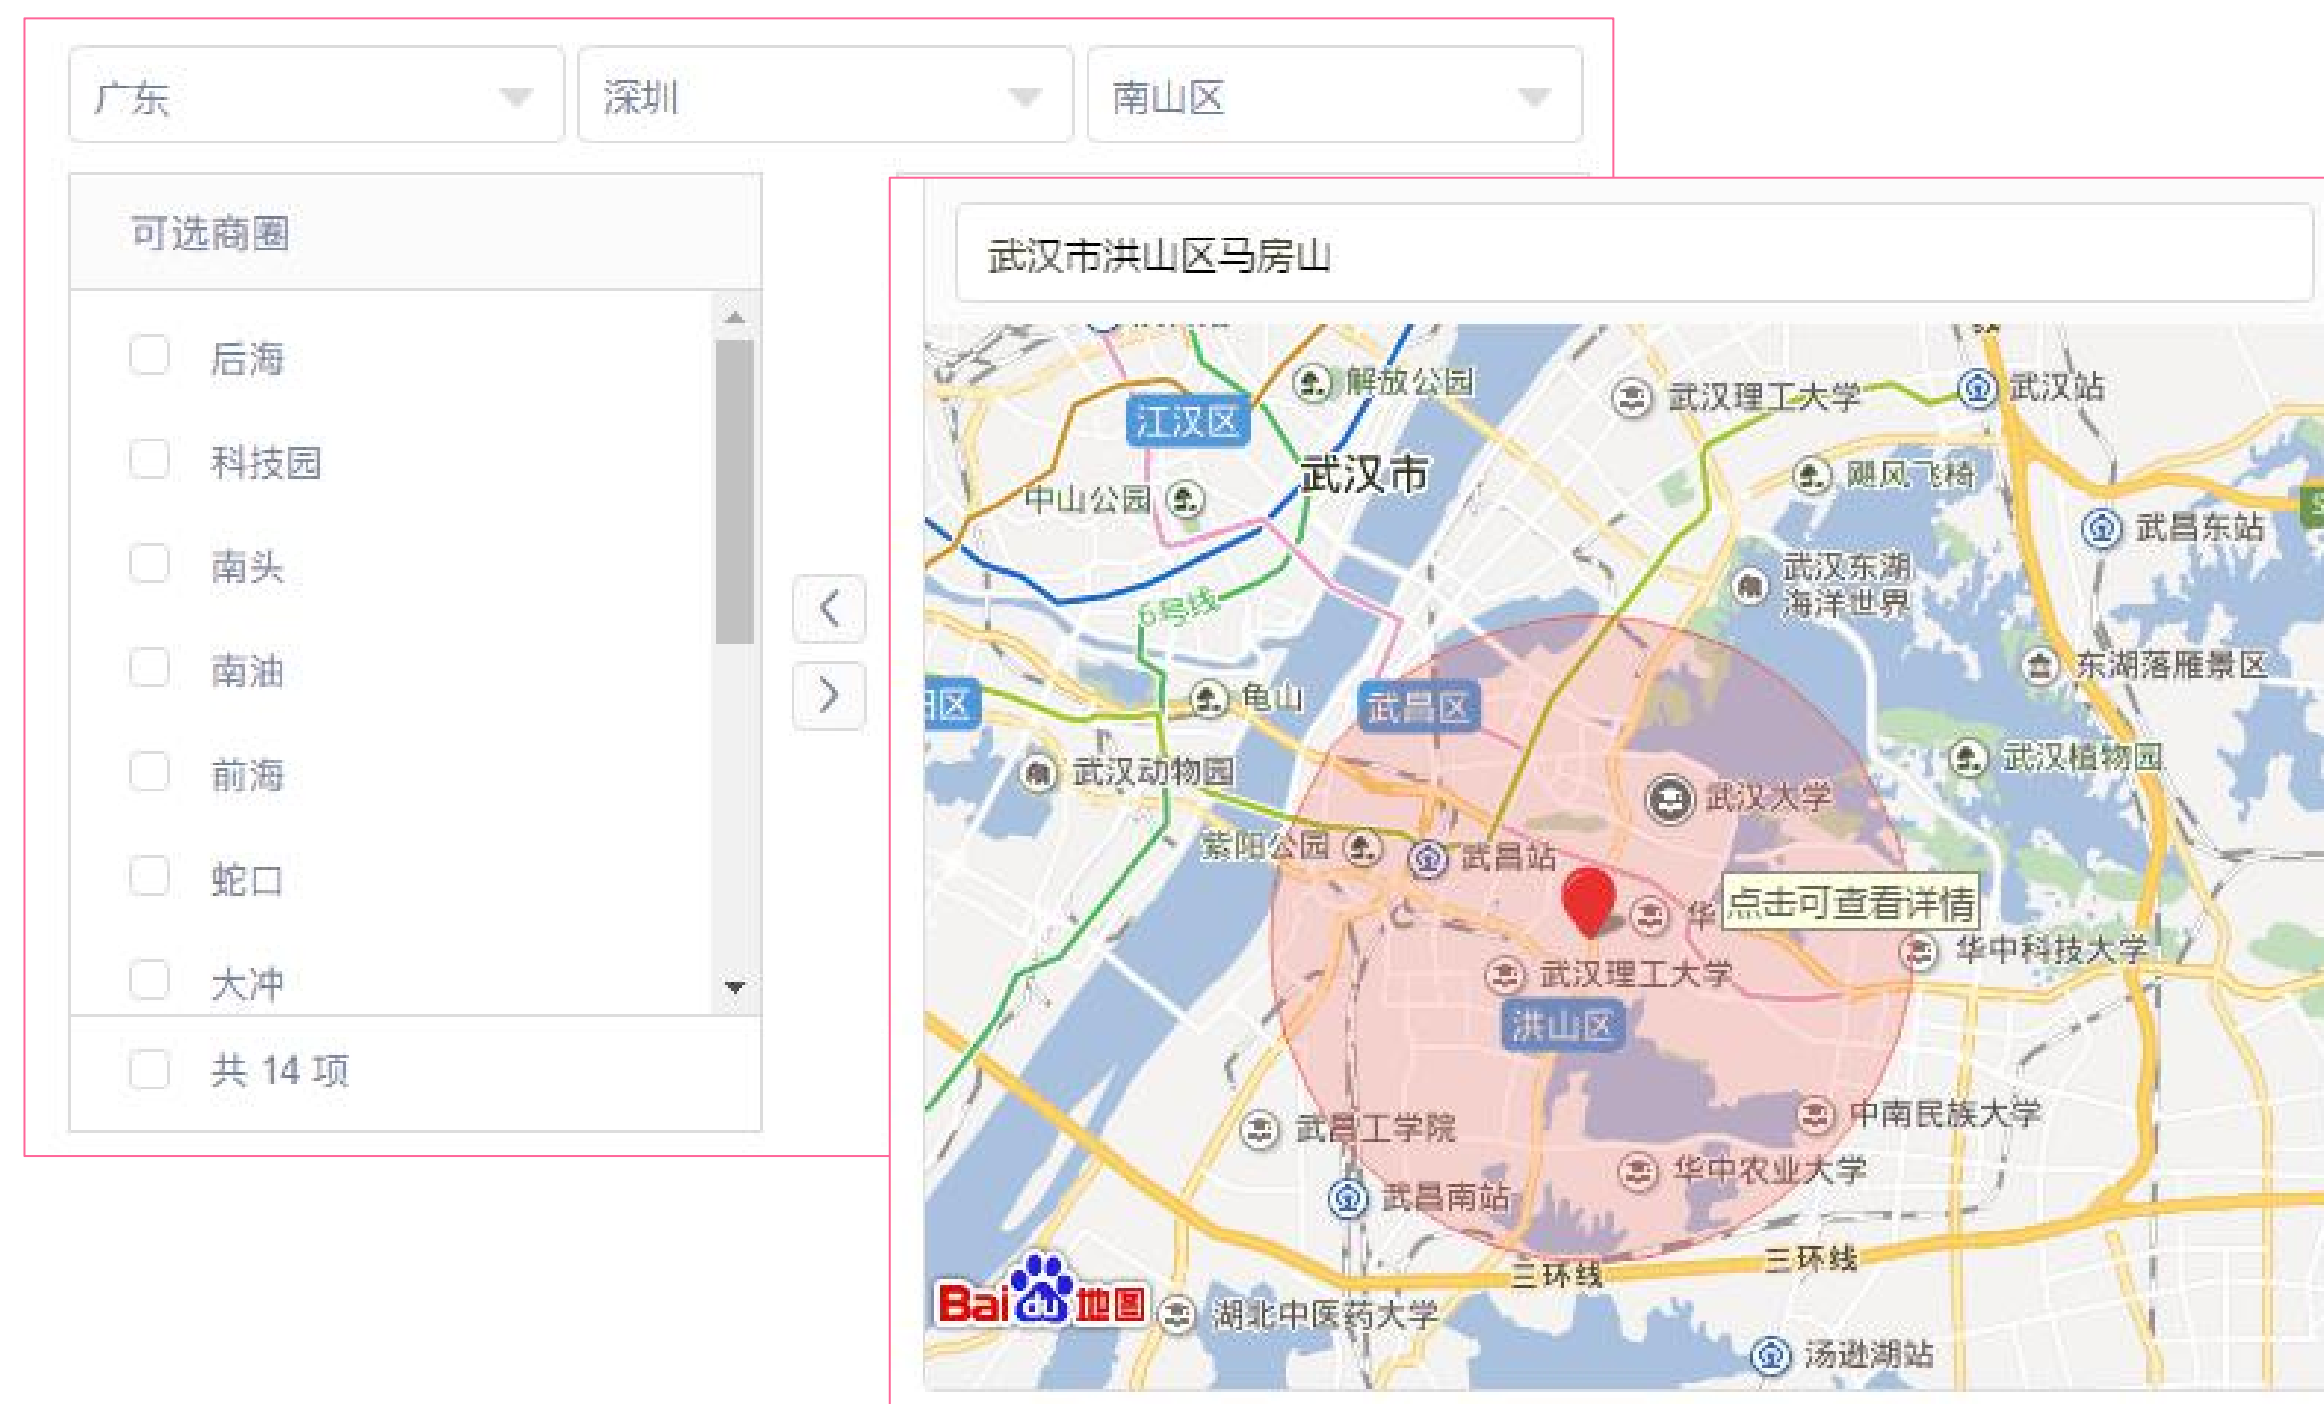 广东
深圳
南山区
可选商圈
后海
科技园
南头
南油
前海
蛇口
大冲
共 14 项
武汉市洪山区马房山
解放公园
武汉理工大学
武汉站
江汉区
武汉市
中山公园
飓风飞椅
武昌东站
武汉东湖
海洋世界
6号线
东湖落雁景区
区
龟山
武昌区
武汉植物园
武汉动物园
武汉大学
紫阳公园
武昌站
华
点击可查看详情
华中科技大学
武汉理工大学
洪山区
武昌工学院
中南民族大学
华中农业大学
武昌南站
三环线
三环线
Bai du 地图
湖北中医药大学
汤逊湖站